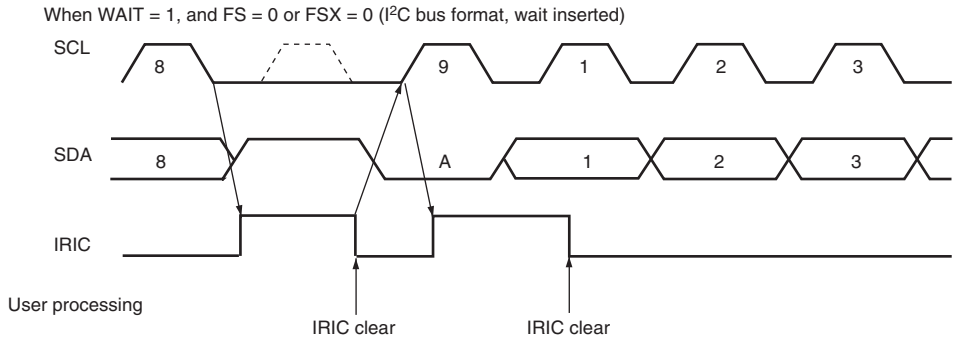 When WAIT = 1, and FS = 0 or FSX = 0 (I²C bus format, wait inserted)
SCL
8 9 1 2 3
SDA
8 A 1 2 3
IRIC
User processing
IRIC clear IRIC clear